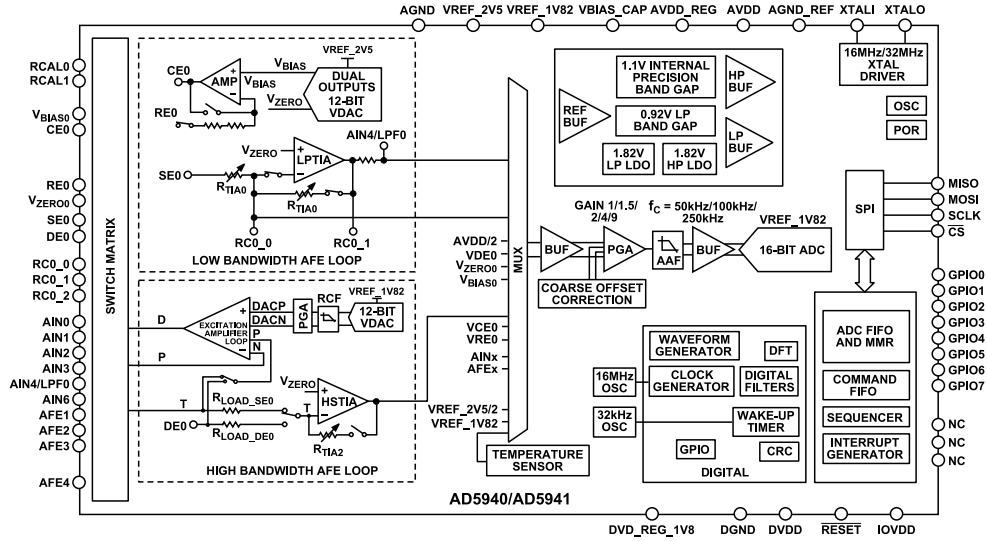 AGND
VREF_2V5
VREF_1V82
VBIAS_CAP
AVDD_REG
AVDD
AGND_REF
XTALI
XTALO
RCAL0
RCAL1
VBIAS0
CE0
RE0
VZERO0
SE0
DE0
RC0_0
RC0_1
RC0_2
AIN0
AIN1
AIN2
AIN3
AIN4/LPF0
AIN6
AFE1
AFE2
AFE3
AFE4
SWITCH MATRIX
VREF_2V5
CE0
AMP
+
–
VBIAS
VBIAS
VZERO
DUAL
OUTPUTS
12-BIT
VDAC
RE0
AIN4/LPF0
VZERO
+
–
LPTIA
SE0
RTIA0
RTIA0
RC0_0
RC0_1
LOW BANDWIDTH AFE LOOP
VREF_1V82
D
EXCITATION
AMPLIFIER
LOOP
+
–
DACP
DACN
P
N
PGA
RCF
12-BIT
VDAC
P
VZERO
+
–
HSTIA
T
T
RLOAD_SE0
DE0
RLOAD_DE0
RTIA2
HIGH BANDWIDTH AFE LOOP
MUX
AVDD/2
VDE0
VZERO0
VBIAS0
VCE0
VRE0
AINx
AFEx
VREF_2V5/2
VREF_1V82
TEMPERATURE
SENSOR
REF
BUF
1.1V INTERNAL
PRECISION
BAND GAP
0.92V LP
BAND GAP
1.82V
LP LDO
1.82V
HP LDO
HP
BUF
LP
BUF
16MHz/32MHz
XTAL
DRIVER
OSC
POR
GAIN 1/1.5/
2/4/9
fC = 50kHz/100kHz/
250kHz
VREF_1V82
BUF
PGA
AAF
BUF
16-BIT ADC
COARSE OFFSET
CORRECTION
SPI
MISO
MOSI
SCLK
CS
GPIO0
GPIO1
GPIO2
GPIO3
GPIO4
GPIO5
GPIO6
GPIO7
NC
NC
NC
16MHz
OSC
32kHz
OSC
WAVEFORM
GENERATOR
DFT
CLOCK
GENERATOR
DIGITAL
FILTERS
WAKE-UP
TIMER
GPIO
CRC
DIGITAL
ADC FIFO
AND MMR
COMMAND
FIFO
SEQUENCER
INTERRUPT
GENERATOR
AD5940/AD5941
DVD_REG_1V8
DGND
DVDD
RESET
IOVDD